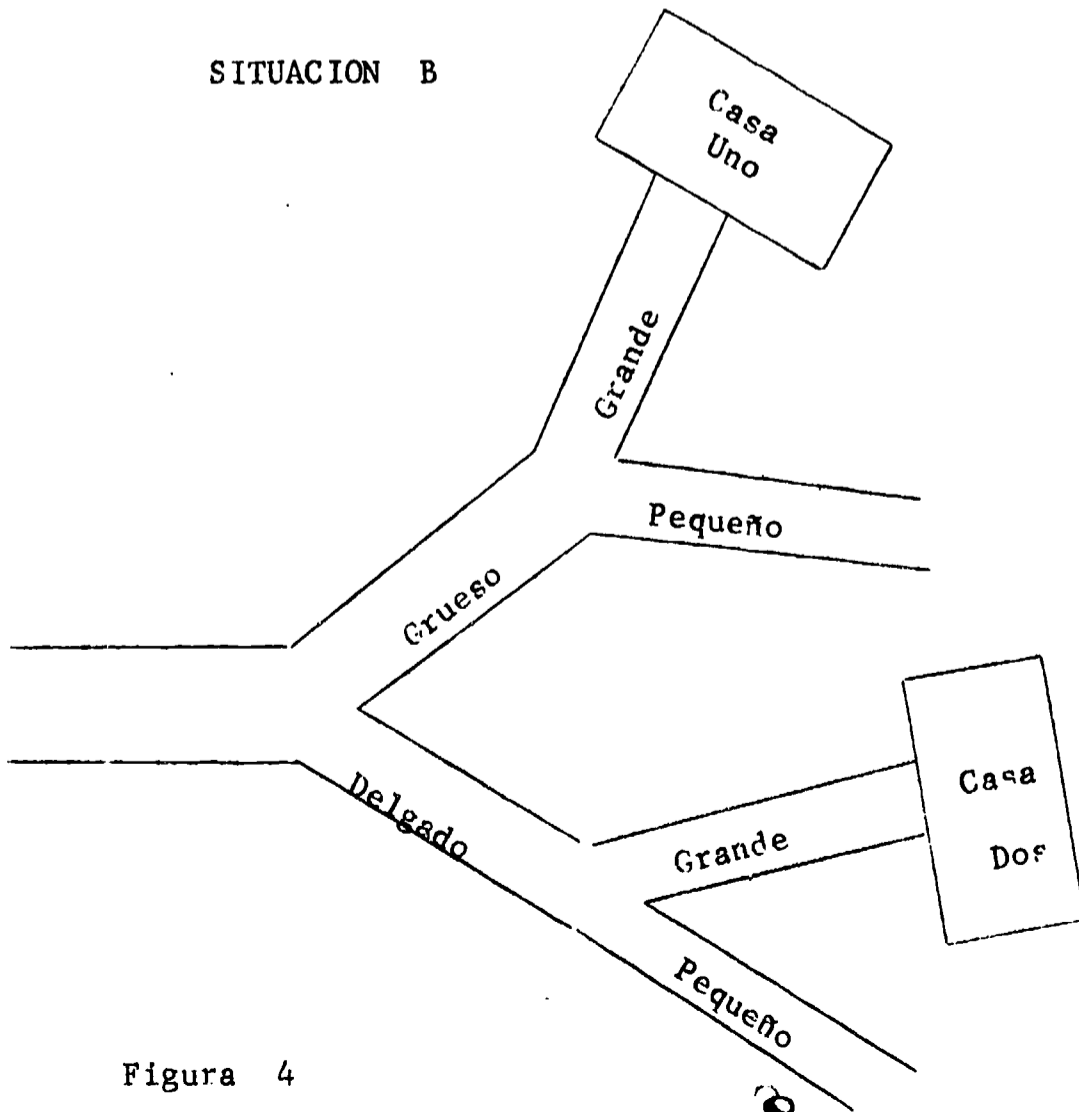 SITUACION B
Casa
Uno
Grande
Pequeño
Grueso
Delgado
Casa
Dos
Grande
Pequeño
Figura 4